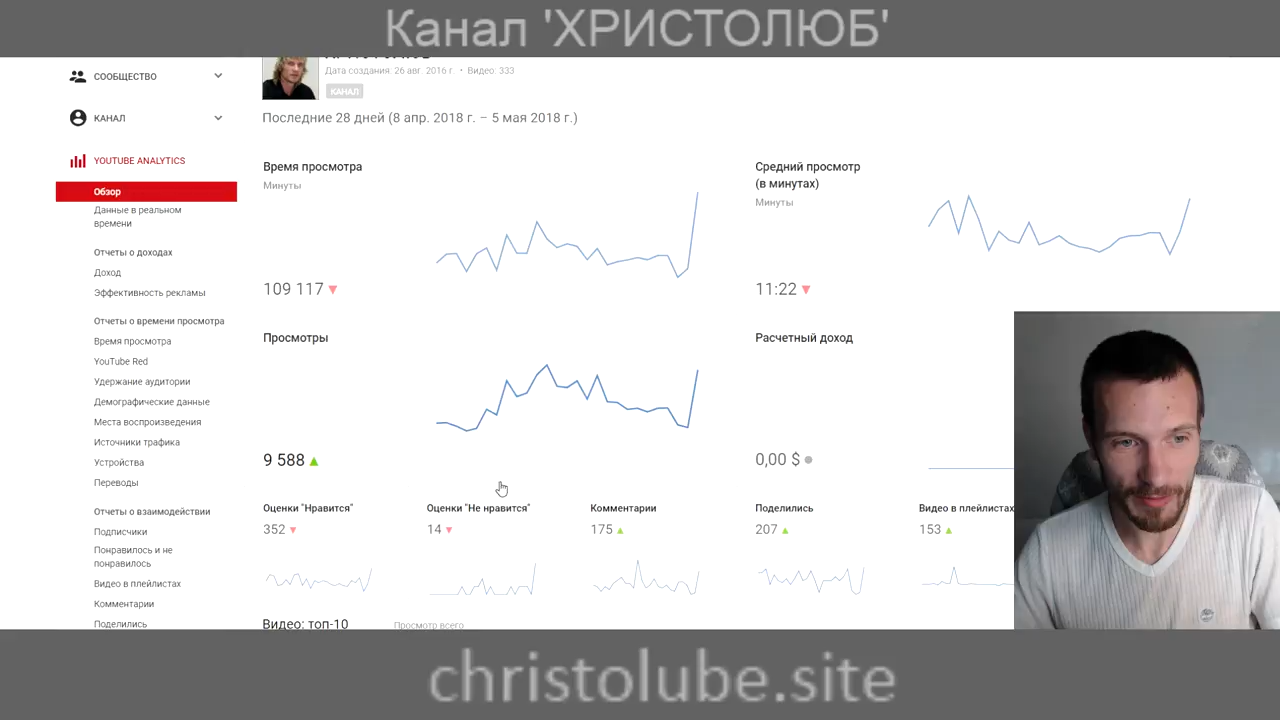 Канал 'ХРИСТОЛЮБ'
СООБЩЕСТВО
КАНАЛ
YOUTUBE ANALYTICS
Обзор
Данные в реальном
времени
Отчеты о доходах
Доход
Эффективность рекламы
Отчеты о времени просмотра
Время просмотра
YouTube Red
Удержание аудитории
Демографические данные
Места воспроизведения
Источники трафика
Устройства
Переводы
Отчеты о взаимодействии
Подписчики
Понравилось и не
понравилось
Видео в плейлистах
Комментарии
Поделились
Дата создания: 26 авг. 2016 г. • Видео: 333
КАНАЛ
Последние 28 дней (8 апр. 2018 г. – 5 мая 2018 г.)
Время просмотра
Минуты
109 117
Средний просмотр
(в минутах)
Минуты
11:22
Просмотры
9 588
Расчетный доход
0,00 $
Оценки "Нравится"
352
Оценки "Не нравится"
14
Комментарии
175
Поделились
207
Видео в плейлистах
153
Видео: топ-10
Просмотр всего
christolube.site